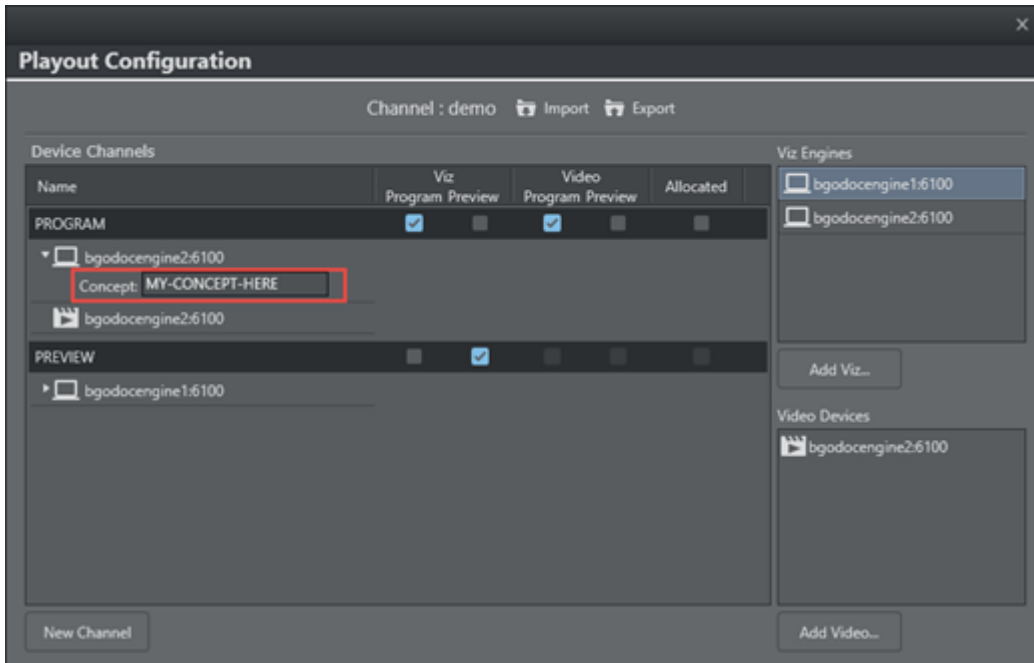 Playout Configuration
Channel : demo Import Export
Device Channels
Name Viz Program Preview Video Program Preview Allocated
PROGRAM
bgodocengine2:6100
Concept: MY-CONCEPT-HERE
bgodocengine2:6100
PREVIEW
bgodocengine1:6100
New Channel
Viz Engines
bgodocengine1:6100
bgodocengine2:6100
Add Viz...
Video Devices
bgodocengine2:6100
Add Video...